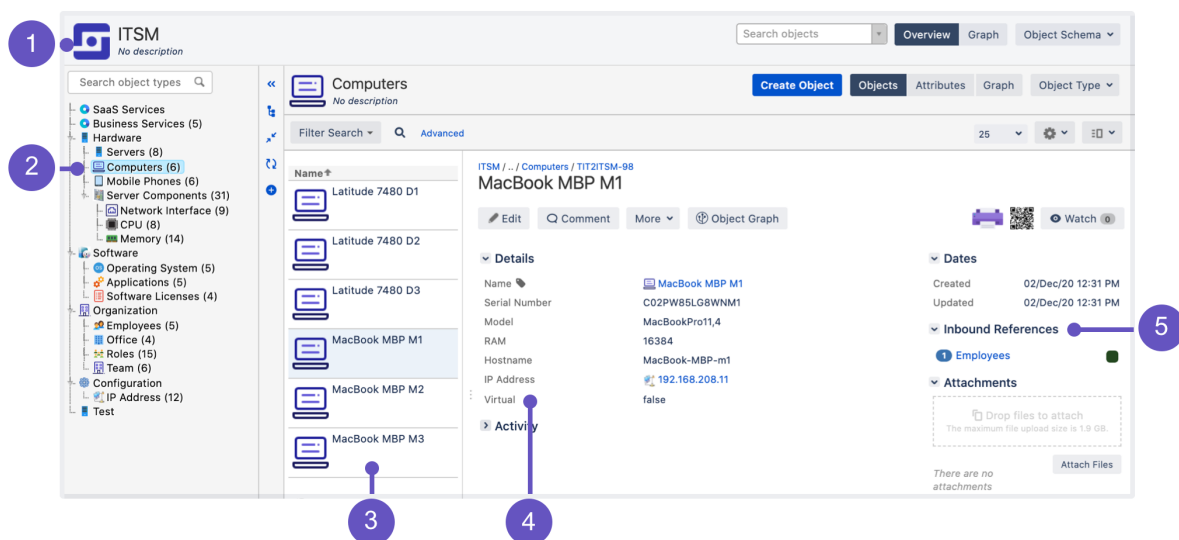 1
ITSM
No description
Search objects
Overview
Graph
Object Schema
Search object types
SaaS Services
Business Services (5)
Hardware
Servers (8)
2
Computers (6)
Mobile Phones (6)
Server Components (31)
Network Interface (9)
CPU (8)
Memory (14)
Software
Operating System (5)
Applications (5)
Software Licenses (4)
Organization
Employees (5)
Office (4)
Roles (15)
Team (6)
Configuration
IP Address (12)
Test
Computers
No description
Create Object
Objects
Attributes
Graph
Object Type
Filter Search
Advanced
25
Name
Latitude 7480 D1
Latitude 7480 D2
Latitude 7480 D3
MacBook MBP M1
MacBook MBP M2
MacBook MBP M3
3
ITSM / .. / Computers / TIT2ITSM-98
MacBook MBP M1
Edit
Comment
More
Object Graph
Watch 0
Details
Name MacBook MBP M1
Serial Number C02PW85LG8WNM1
Model MacBookPro11,4
RAM 16384
Hostname MacBook-MBP-m1
IP Address 192.168.208.11
Virtual false
Activity
4
Dates
Created 02/Dec/20 12:31 PM
Updated 02/Dec/20 12:31 PM
Inbound References
5
1 Employees
Attachments
Drop files to attach
The maximum file upload size is 1.9 GB.
Attach Files
There are no
attachments